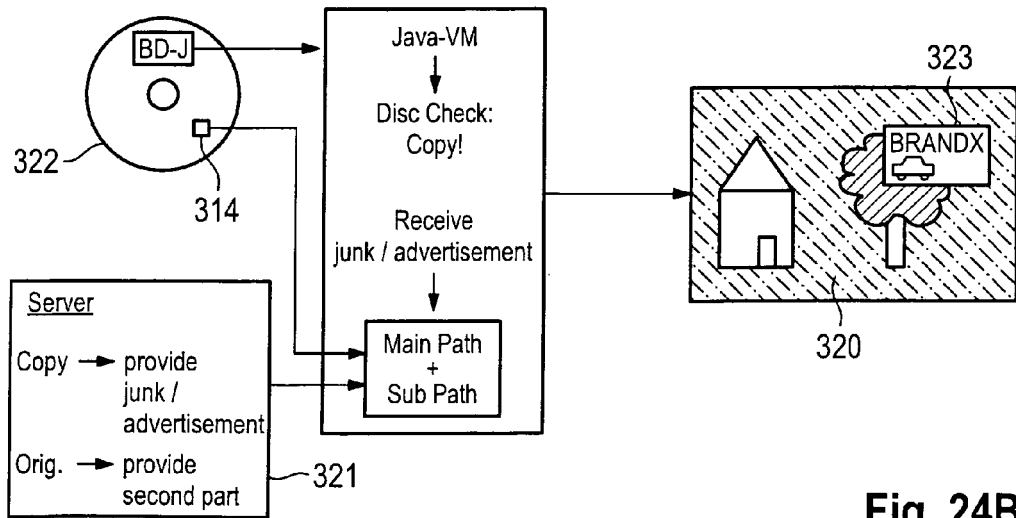 BD-J
322
314
Java-VM
Disc Check:
Copy!
Receive
junk / advertisement
Main Path
+
Sub Path
Server
Copy → provide
junk /
advertisement
Orig. → provide
second part
321
323
BRANDX
320
Fig. 24B